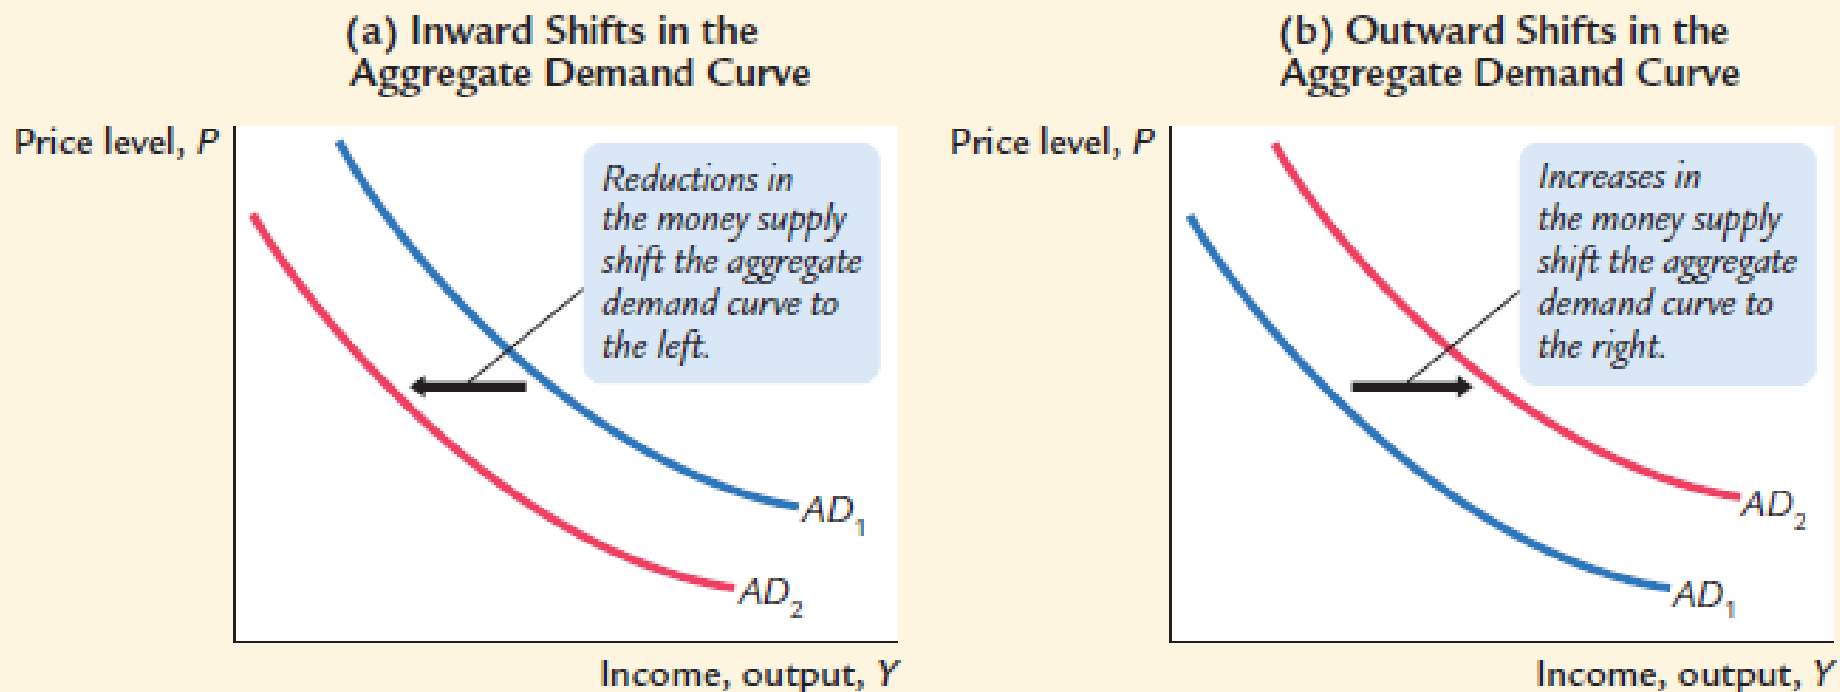 (a) Inward Shifts in the
Aggregate Demand Curve
Price level, P
Reductions in
the money supply
shift the aggregate
demand curve to
the left.
AD₁
AD₂
Income, output, Y
(b) Outward Shifts in the
Aggregate Demand Curve
Price level, P
Increases in
the money supply
shift the aggregate
demand curve to
the right.
AD₂
AD₁
Income, output, Y